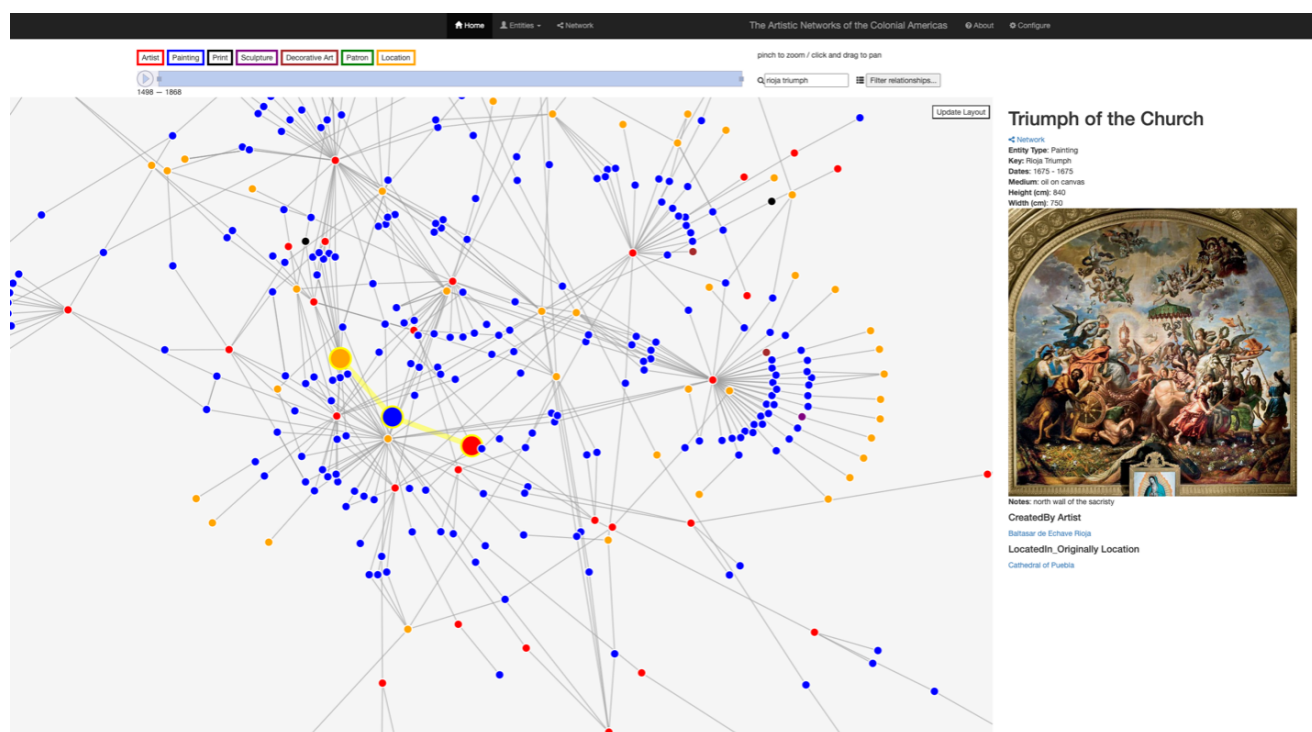 Home Entities Network The Artistic Networks of the Colonial Americas About Configure
Artist Painting Print Sculpture Decorative Art Patron Location
pinch to zoom / click and drag to pan
rioja triumph Filter relationships...
1498 — 1868
Update Layout
Triumph of the Church
Network
Entity Type: Painting
Key: Rioja Triumph
Dates: 1675 - 1675
Medium: oil on canvas
Height (cm): 840
Width (cm): 750
Notes: north wall of the sacristy
CreatedBy Artist
Baltasar de Echave Rioja
LocatedIn_Originally Location
Cathedral of Puebla